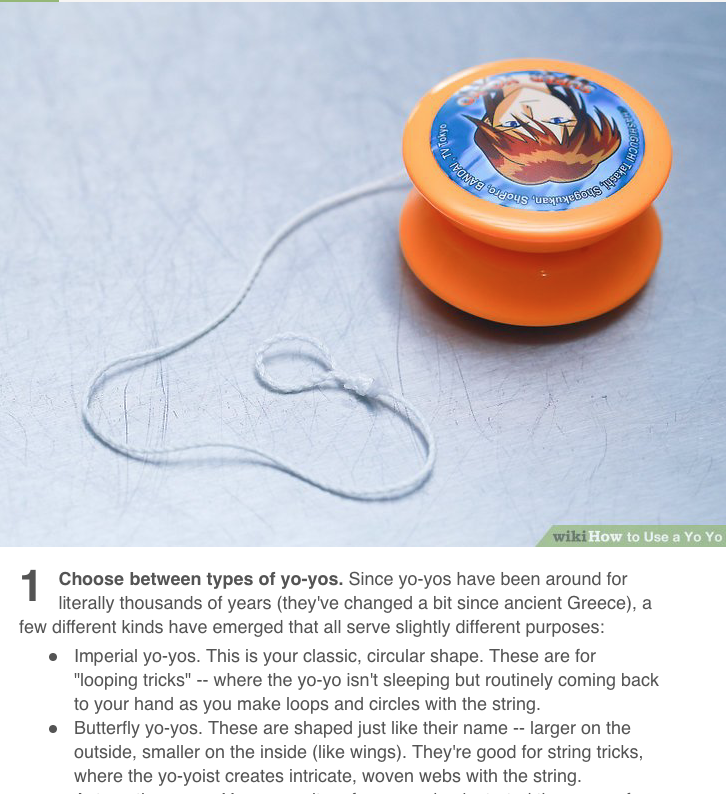 ©SHIGUCHI Takashi, Shogakukan, ShoPro, BANDAI, TV Tokyo
wikiHow to Use a Yo Yo
1 Choose between types of yo-yos. Since yo-yos have been around for
literally thousands of years (they've changed a bit since ancient Greece), a
few different kinds have emerged that all serve slightly different purposes:
● Imperial yo-yos. This is your classic, circular shape. These are for
"looping tricks" -- where the yo-yo isn't sleeping but routinely coming back
to your hand as you make loops and circles with the string.
● Butterfly yo-yos. These are shaped just like their name -- larger on the
outside, smaller on the inside (like wings). They're good for string tricks,
where the yo-yoist creates intricate, woven webs with the string.